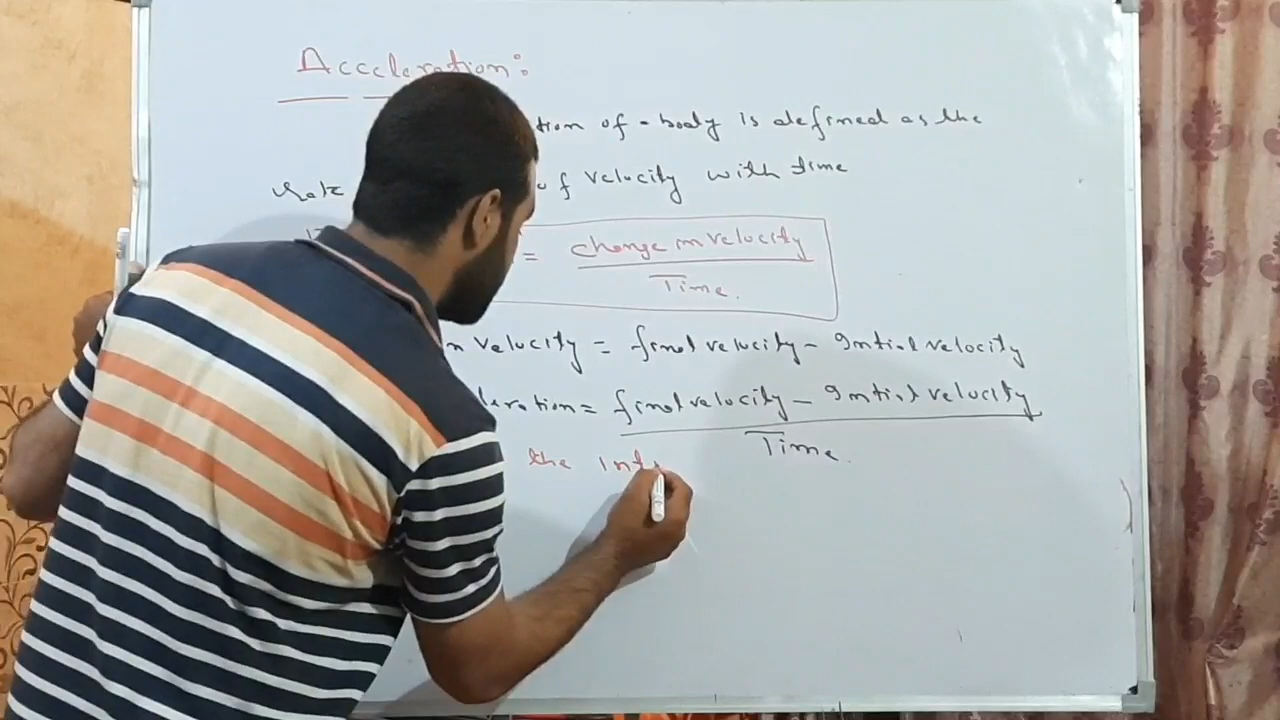 Acceleration:
tion of a body is defined as the
rate of velocity with time
= change in velocity
Time.
n velocity = final velocity - Initial velocity
leration = final velocity - Initial velocity
Time.
the Inti